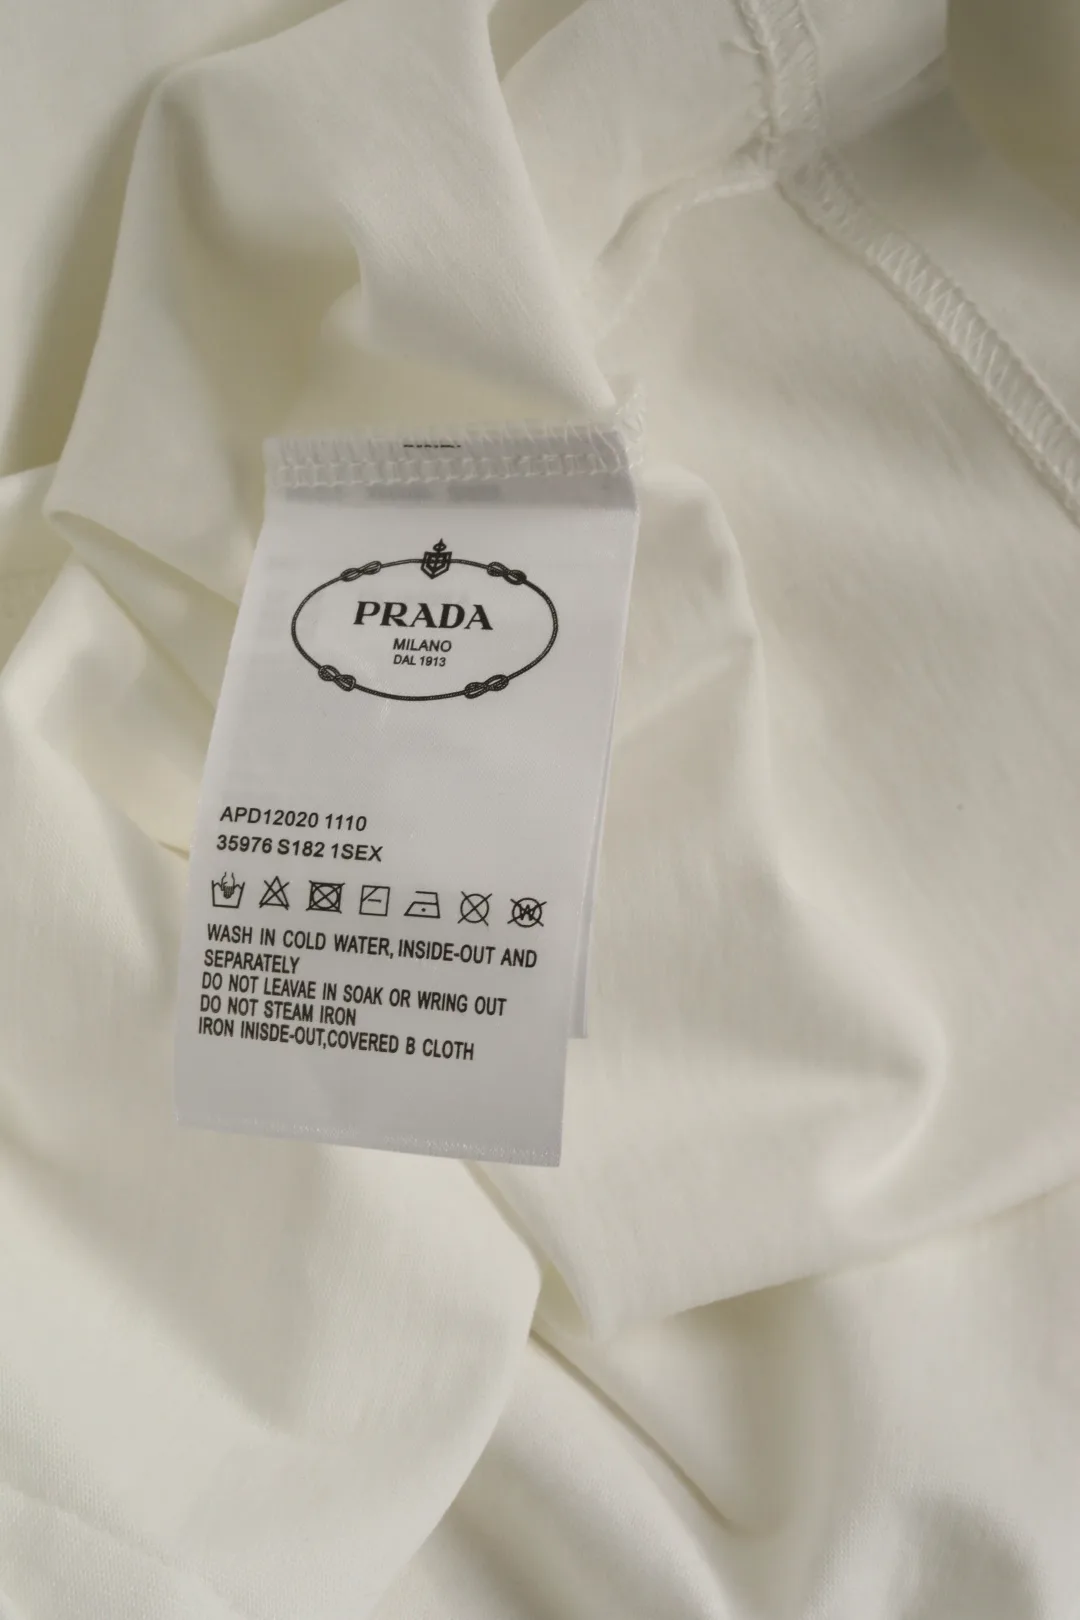 PRADA
MILANO
DAL 1913
APD12020 1110
35976 S182 1SEX
WASH IN COLD WATER, INSIDE-OUT AND
SEPARATELY
DO NOT LEAVAE IN SOAK OR WRING OUT
DO NOT STEAM IRON
IRON INISDE-OUT,COVERED B CLOTH